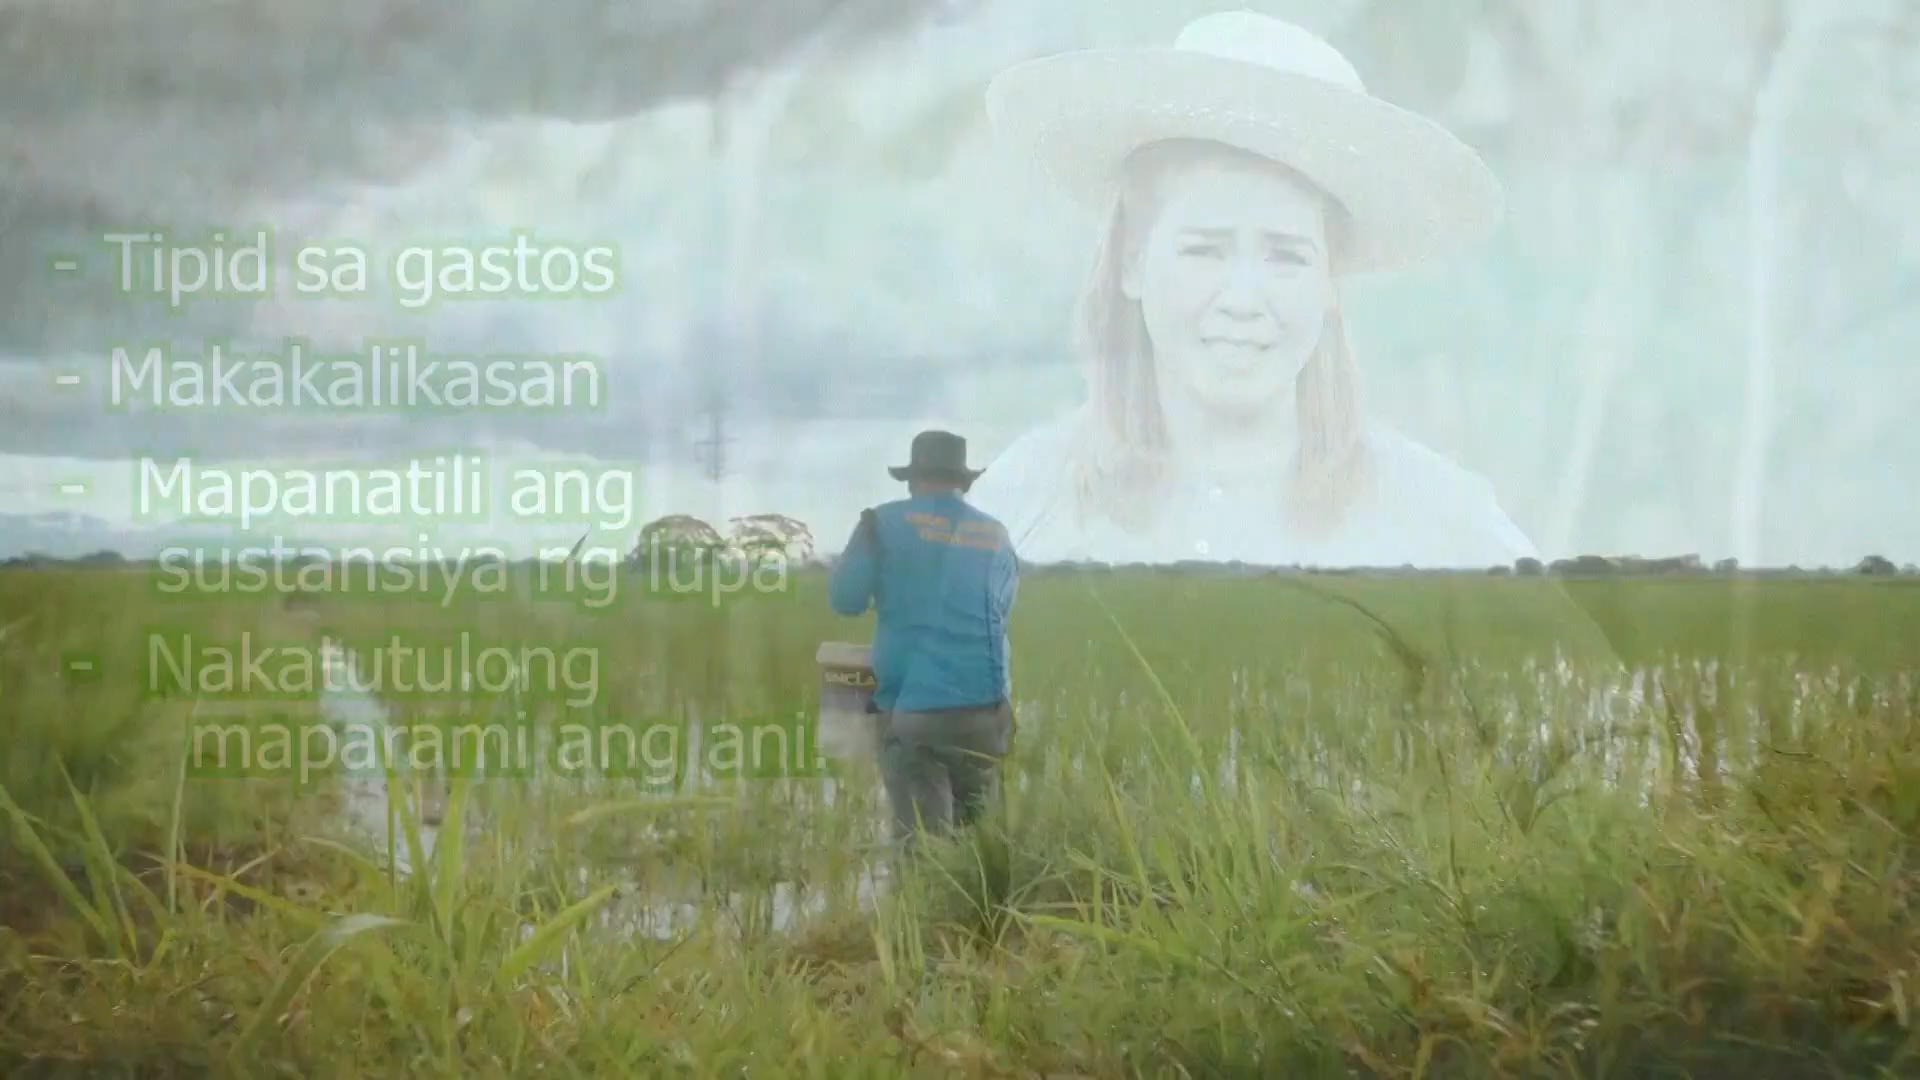 - Tipid sa gastos
- Makakalikasan
- Mapanatili ang
sustansiya ng lupa
- Nakatutulong
maparami ang ani!